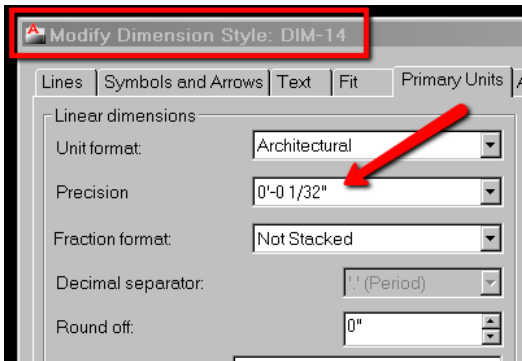 Modify Dimension Style: DIM-14
Lines Symbols and Arrows Text Fit Primary Units A
Linear dimensions
Unit format: Architectural
Precision 0'-0 1/32"
Fraction format: Not Stacked
Decimal separator: '.' (Period)
Round off: 0"